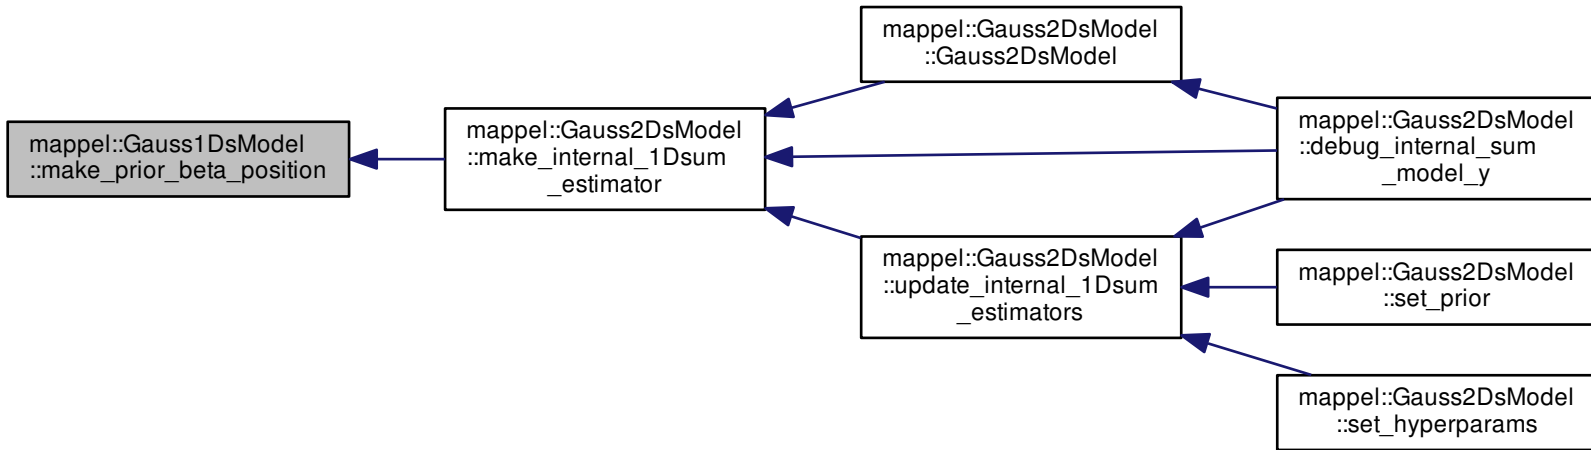 mappel::Gauss1DsModel
::make_prior_beta_position
mappel::Gauss2DsModel
::make_internal_1Dsum
_estimator
mappel::Gauss2DsModel
::Gauss2DsModel
mappel::Gauss2DsModel
::update_internal_1Dsum
_estimators
mappel::Gauss2DsModel
::debug_internal_sum
_model_y
mappel::Gauss2DsModel
::set_prior
mappel::Gauss2DsModel
::set_hyperparams